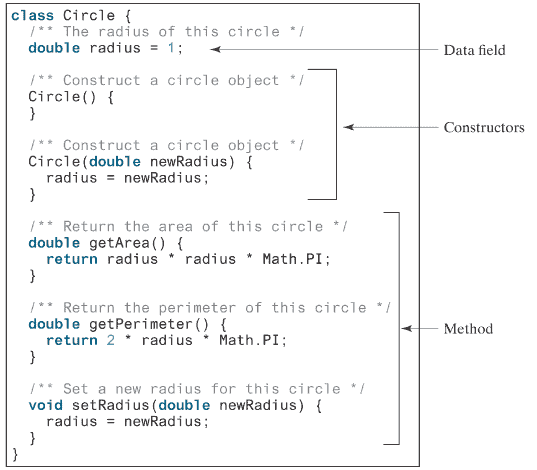 class Circle {
/** The radius of this circle */
double radius = 1;
Data field
/** Construct a circle object */
Circle() {
}
Constructors
/** Construct a circle object */
Circle(double newRadius) {
radius = newRadius;
}
/** Return the area of this circle */
double getArea() {
return radius * radius * Math.PI;
}
/** Return the perimeter of this circle */
double getPerimeter() {
return 2 * radius * Math.PI;
}
Method
/** Set a new radius for this circle */
void setRadius(double newRadius) {
radius = newRadius;
}
}